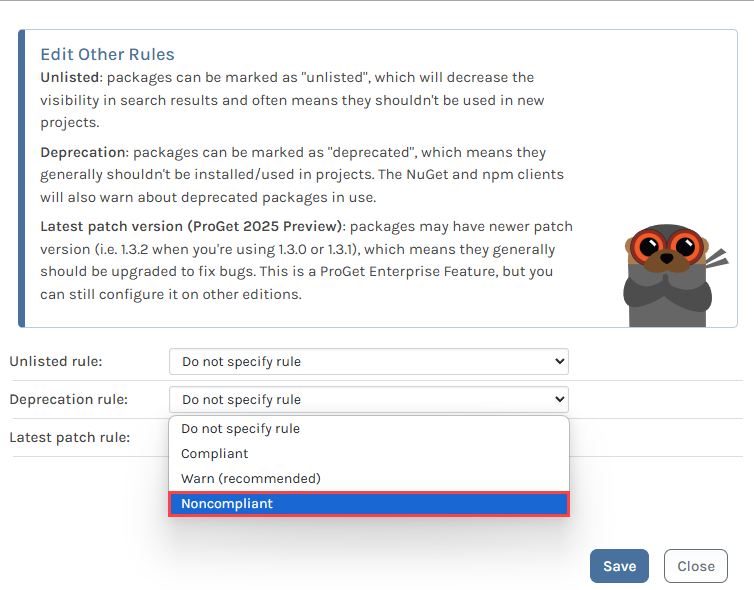 Edit Other Rules
Unlisted: packages can be marked as "unlisted", which will decrease the
visibility in search results and often means they shouldn't be used in new
projects.
Deprecation: packages can be marked as "deprecated", which means they
generally shouldn't be installed/used in projects. The NuGet and npm clients
will also warn about deprecated packages in use.
Latest patch version (ProGet 2025 Preview): packages may have newer patch
version (i.e. 1.3.2 when you're using 1.3.0 or 1.3.1), which means they generally
should be upgraded to fix bugs. This is a ProGet Enterprise Feature, but you
can still configure it on other editions.
Unlisted rule: Do not specify rule
Deprecation rule: Do not specify rule
Latest patch rule:
Do not specify rule
Compliant
Warn (recommended)
Noncompliant
Save Close